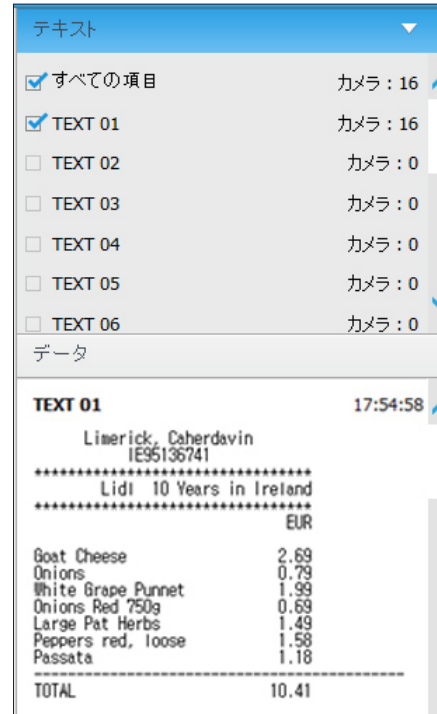 テキスト
すべての項目 カメラ：16
TEXT 01 カメラ：16
TEXT 02 カメラ：0
TEXT 03 カメラ：0
TEXT 04 カメラ：0
TEXT 05 カメラ：0
TEXT 06 カメラ：0
データ
TEXT 01 17:54:58
Limerick, Caherdavin
IE95136741
***********************************
Lidl 10 Years in Ireland
***********************************
EUR
Goat Cheese 2.69
Onions 0.79
White Grape Punnet 1.99
Onions Red 750g 0.69
Large Pat Herbs 1.49
Peppers red, loose 1.58
Passata 1.18
-----------------------------------------------
TOTAL 10.41